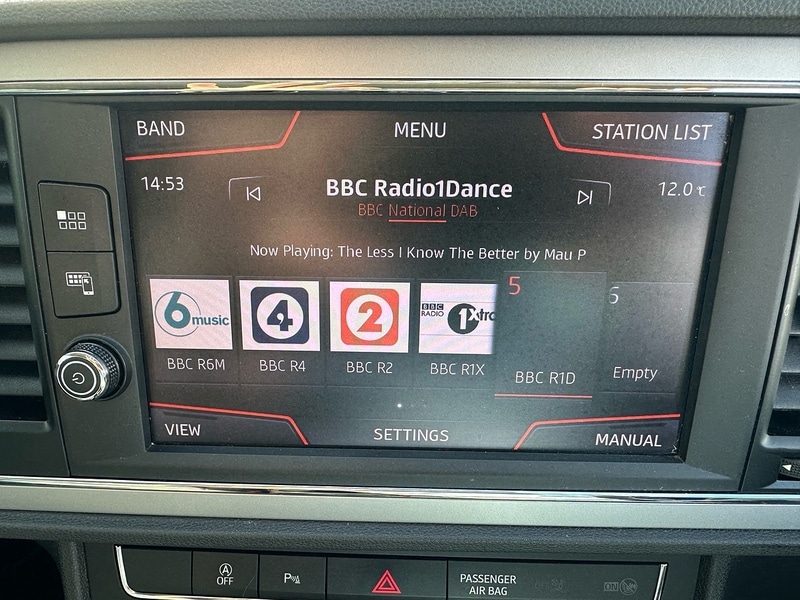 BAND MENU STATION LIST
14:53 BBC Radio1Dance 12.0 °C
BBC National DAB
Now Playing: The Less I Know The Better by Mau P
6 music 4 2 BBC RADIO 1Xtra 5 6
BBC R6M BBC R4 BBC R2 BBC R1X BBC R1D Empty
VIEW SETTINGS MANUAL
A OFF P PASSENGER AIR BAG ON